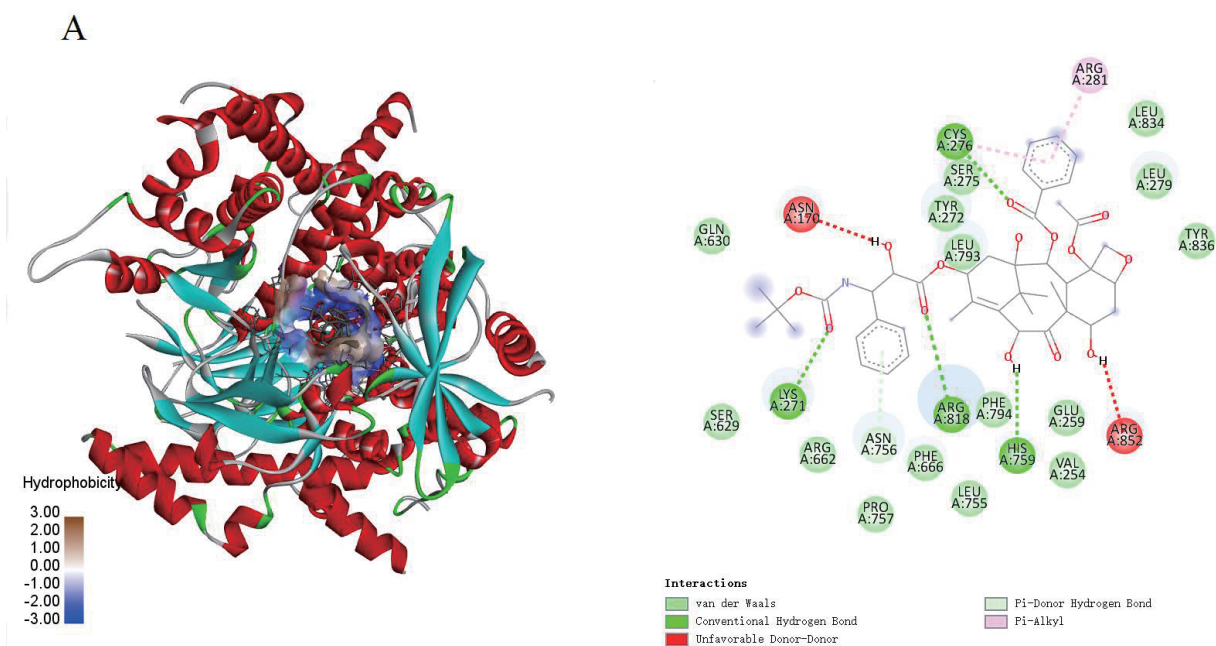 A
Hydrophobicity
3.00
2.00
1.00
0.00
-1.00
-2.00
-3.00
ARG
A:281
LEU
A:834
CYS
A:276
SER
A:275
LEU
A:279
ASN
A:170
TYR
A:272
GLN
A:630
LEU
A:793
TYR
A:836
H
O
O
O
O
O
O
O
O
N
O
O
O
O
O
O
H
H
LYS
A:271
SER
A:629
ARG
A:662
ASN
A:756
ARG
A:818
PHE
A:794
GLU
A:259
ARG
A:852
PHE
A:666
HIS
A:759
VAL
A:254
LEU
A:755
PRO
A:757
Interactions
van der Waals
Conventional Hydrogen Bond
Unfavorable Donor-Donor
Pi-Donor Hydrogen Bond
Pi-Alkyl